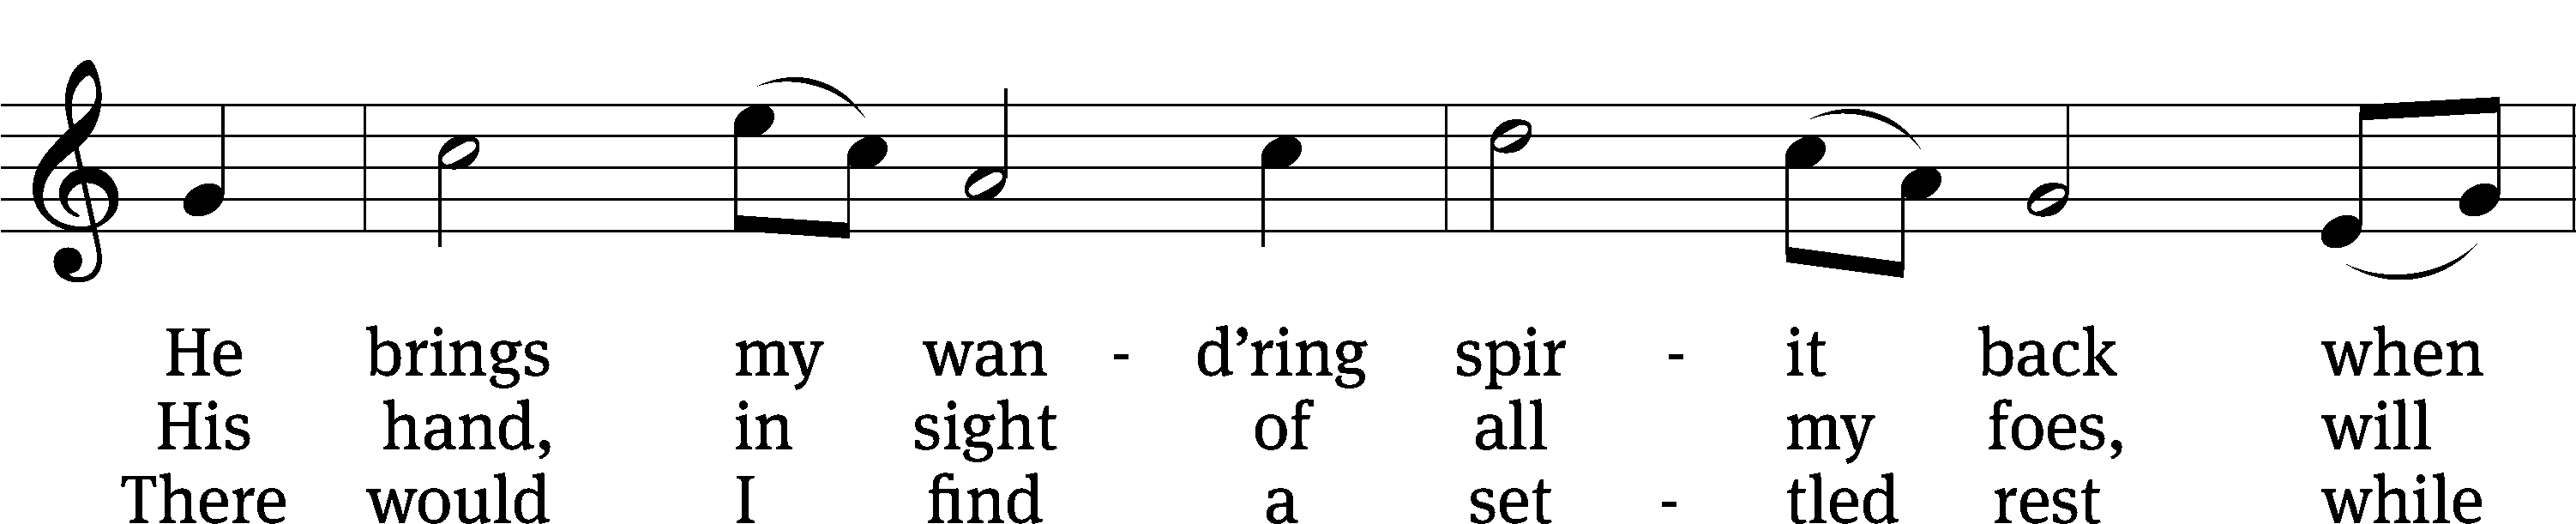 He brings my wan - d’ring spir - it back when
His hand, in sight of all my foes, will
There would I find a set - tled rest while